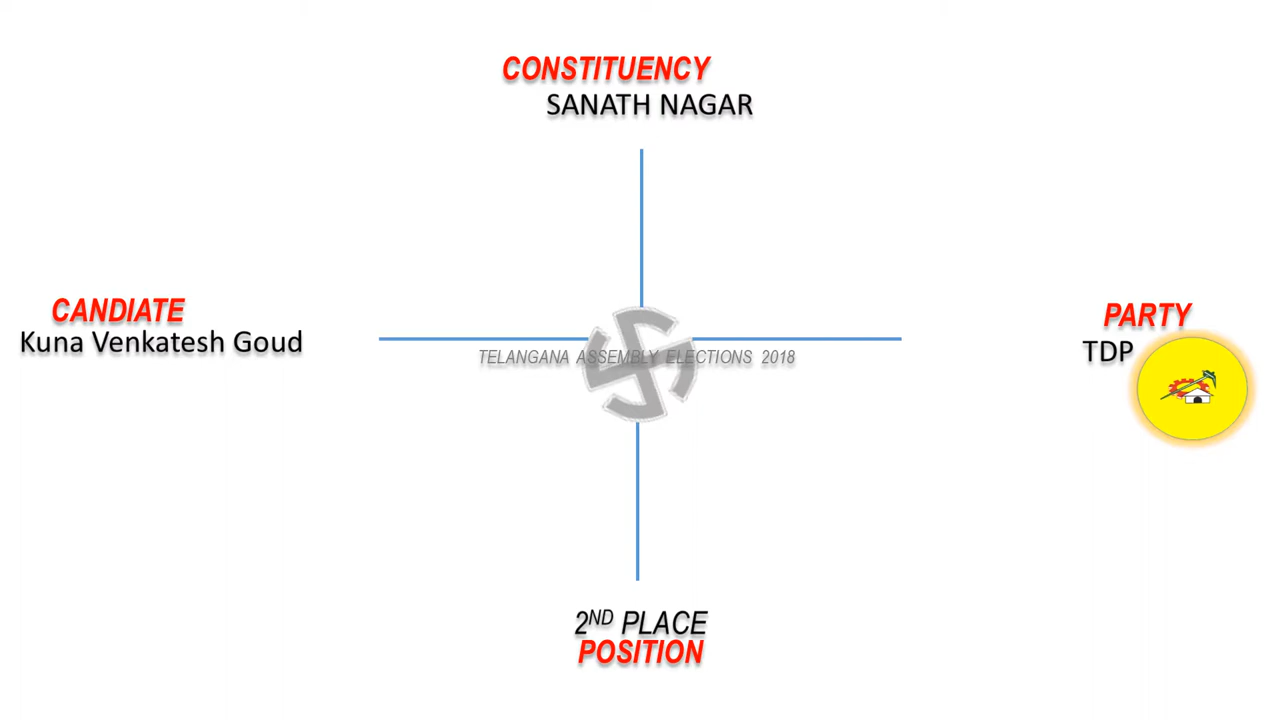 CONSTITUENCY
SANATH NAGAR
CANDIATE
Kuna Venkatesh Goud
PARTY
TDP
TELANGANA ASSEMBLY ELECTIONS 2018
2ND PLACE
POSITION